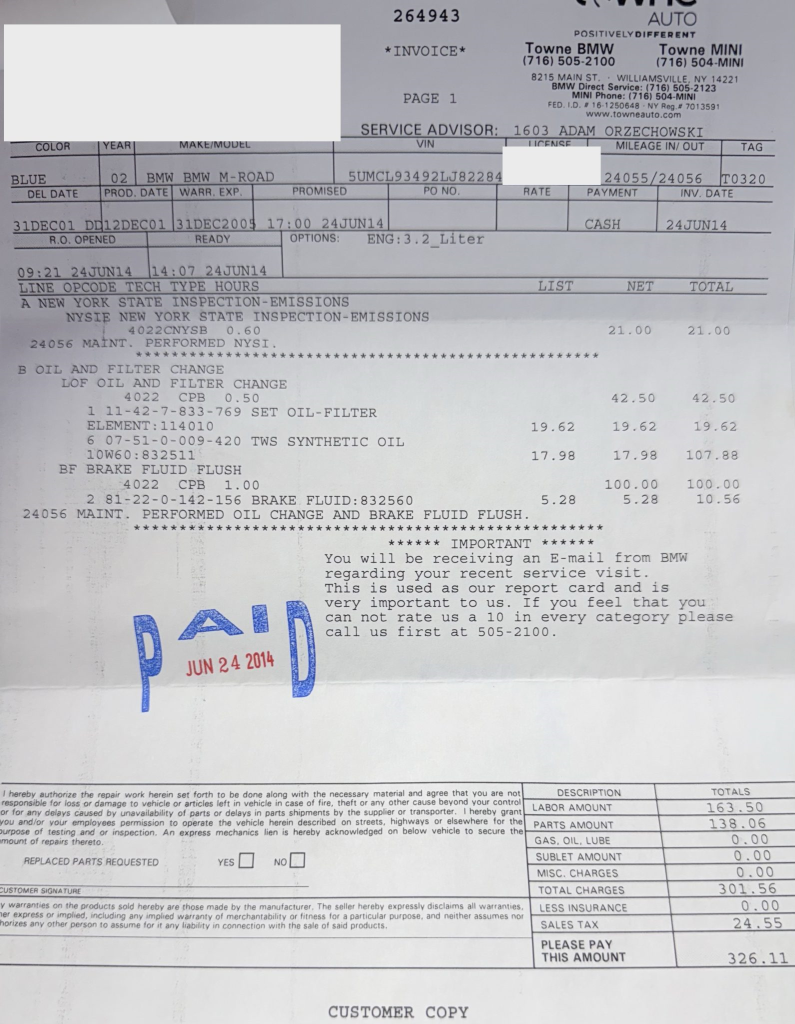 264943
AUTO
POSITIVELY DIFFERENT
*INVOICE*
Towne BMW Towne MINI
(716) 505-2100 (716) 504-MINI
8215 MAIN ST. · WILLIAMSVILLE, NY 14221
BMW Direct Service: (716) 505-2123
MINI Phone: (716) 504-MINI
FED. I.D. # 16-1250648 · NY Reg.# 7013591
www.towneauto.com
PAGE 1
SERVICE ADVISOR: 1603 ADAM ORZECHOWSKI
COLOR YEAR MAKE/MODEL VIN LICENSE MILEAGE IN/ OUT TAG
BLUE 02 BMW BMW M-ROAD 5UMCL93492LJ82284 24055/24056 T0320
DEL DATE PROD. DATE WARR. EXP. PROMISED PO NO. RATE PAYMENT INV. DATE
31DEC01 DD 12DEC01 31DEC2005 17:00 24JUN14 CASH 24JUN14
R.O. OPENED READY OPTIONS: ENG:3.2_Liter
09:21 24JUN14 14:07 24JUN14
LINE OPCODE TECH TYPE HOURS LIST NET TOTAL
A NEW YORK STATE INSPECTION-EMISSIONS
NYSIE NEW YORK STATE INSPECTION-EMISSIONS
4022CNYSB 0.60 21.00 21.00
24056 MAINT. PERFORMED NYSI.
****************************************************
B OIL AND FILTER CHANGE
LOF OIL AND FILTER CHANGE
4022 CPB 0.50 42.50 42.50
1 11-42-7-833-769 SET OIL-FILTER
ELEMENT:114010 19.62 19.62 19.62
6 07-51-0-009-420 TWS SYNTHETIC OIL
10W60:832511 17.98 17.98 107.88
BF BRAKE FLUID FLUSH
4022 CPB 1.00 100.00 100.00
2 81-22-0-142-156 BRAKE FLUID:832560 5.28 5.28 10.56
24056 MAINT. PERFORMED OIL CHANGE AND BRAKE FLUID FLUSH.
****************************************************
****** IMPORTANT ******
You will be receiving an E-mail from BMW
regarding your recent service visit.
This is used as our report card and is
very important to us. If you feel that you
can not rate us a 10 in every category please
call us first at 505-2100.
PAID
JUN 24 2014
I hereby authorize the repair work herein set forth to be done along with the necessary material and agree that you are not
responsible for loss or damage to vehicle or articles left in vehicle in case of fire, theft or any other cause beyond your control
or for any delays caused by unavailability of parts or delays in parts shipments by the supplier or transporter. I hereby grant
you and/or your employees permission to operate the vehicle herein described on streets, highways or elsewhere for the
purpose of testing and or inspection. An express mechanics lien is hereby acknowledged on below vehicle to secure the
amount of repairs thereto.
REPLACED PARTS REQUESTED YES NO
CUSTOMER SIGNATURE
y warranties on the products sold hereby are those made by the manufacturer. The seller hereby expressly disclaims all warranties,
her express or implied, including any implied warranty of merchantability or fitness for a particular purpose, and neither assumes nor
horizes any other person to assume for it any liability in connection with the sale of said products.
DESCRIPTION TOTALS
LABOR AMOUNT 163.50
PARTS AMOUNT 138.06
GAS, OIL, LUBE 0.00
SUBLET AMOUNT 0.00
MISC. CHARGES 0.00
TOTAL CHARGES 301.56
LESS INSURANCE 0.00
SALES TAX 24.55
PLEASE PAY
THIS AMOUNT 326.11
CUSTOMER COPY